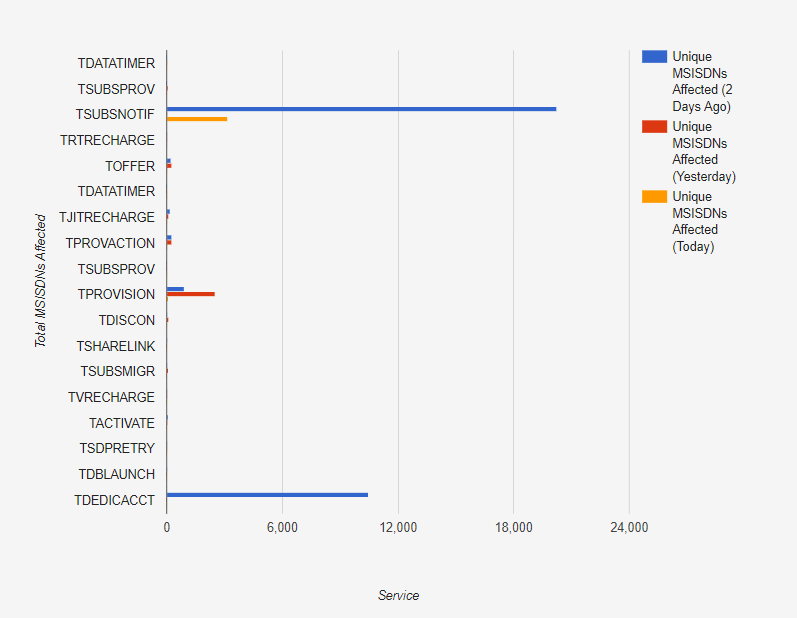 TDATATIMER
TSUBSPROV
TSUBSNOTIF
TRTRECHARGE
TOFFER
TDATATIMER
TJITRECHARGE
TPROVACTION
TSUBSPROV
TPROVISION
TDISCON
TSHARELINK
TSUBSMIGR
TVRECHARGE
TACTIVATE
TSDPRETRY
TDBLAUNCH
TDEDICACCT
Total MSISDNs Affected
0 6,000 12,000 18,000 24,000
Service
Unique
MSISDNs
Affected (2
Days Ago)
Unique
MSISDNs
Affected
(Yesterday)
Unique
MSISDNs
Affected
(Today)